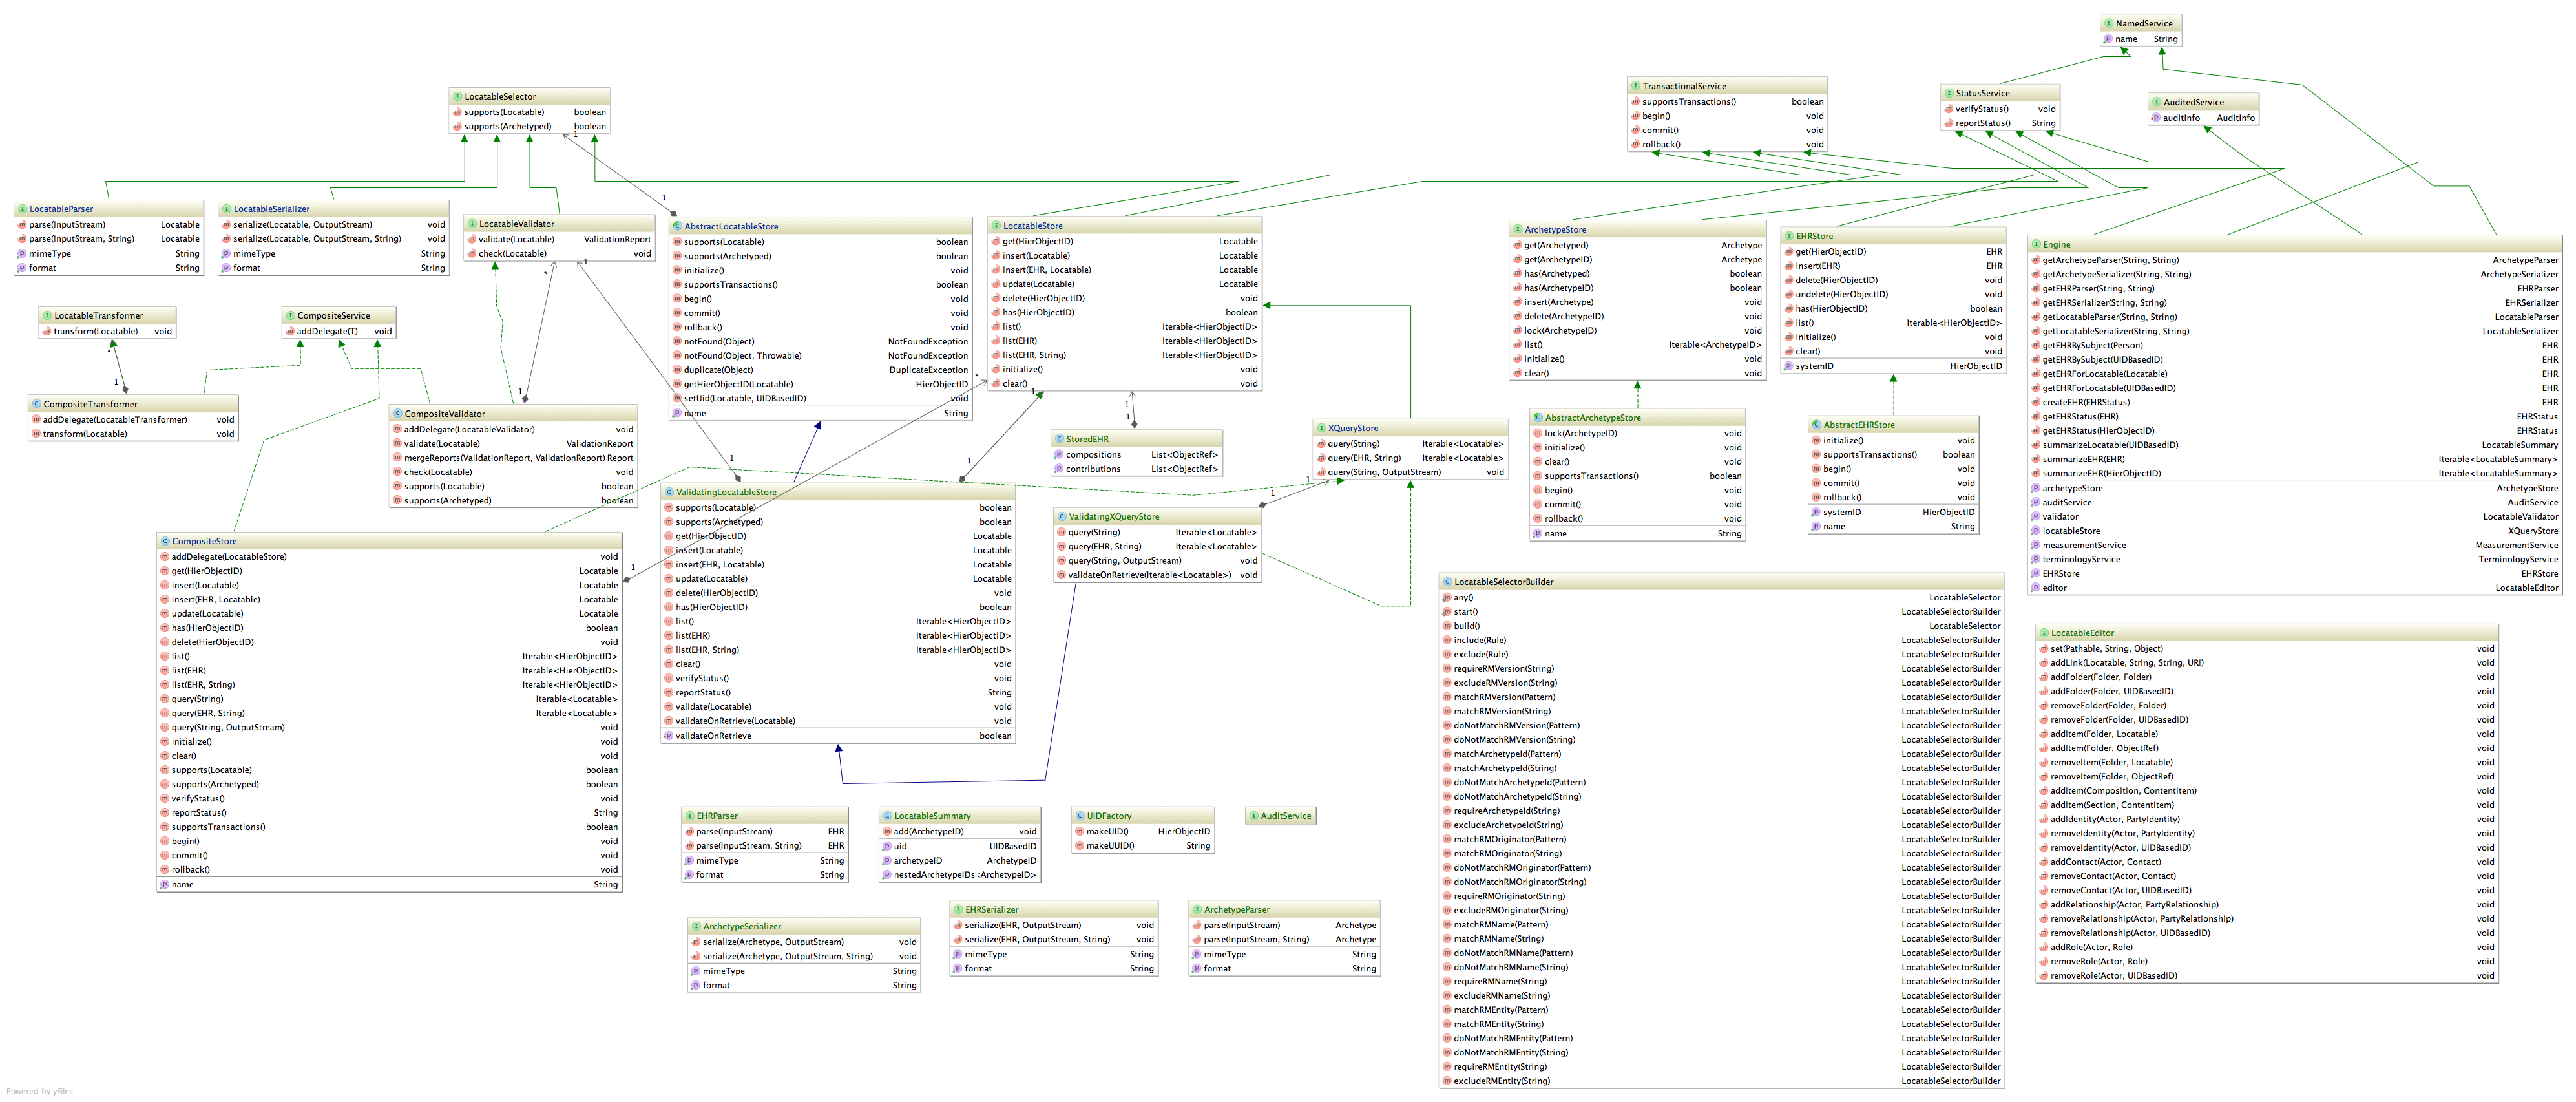 NamedService
name String
TransactionalService
supportsTransactions() boolean
begin() void
commit() void
rollback() void
StatusService
verifyStatus() void
reportStatus() String
AuditedService
auditInfo AuditInfo
LocatableSelector
supports(Locatable) boolean
supports(Archetyped) boolean
1
1
LocatableParser
parse(InputStream) Locatable
parse(InputStream, String) Locatable
mimeType String
format String
LocatableSerializer
serialize(Locatable, OutputStream) void
serialize(Locatable, OutputStream, String) void
mimeType String
format String
LocatableValidator
validate(Locatable) ValidationReport
check(Locatable) void
*
1
AbstractLocatableStore
supports(Locatable) boolean
supports(Archetyped) boolean
initialize() void
supportsTransactions() boolean
begin() void
commit() void
rollback() void
notFound(Object) NotFoundException
notFound(Object, Throwable) NotFoundException
duplicate(Object) DuplicateException
getHierObjectID(Locatable) HierObjectID
setUid(Locatable, UIDBasedID) void
name String
LocatableStore
get(HierObjectID) Locatable
insert(Locatable) Locatable
insert(EHR, Locatable) Locatable
update(Locatable) Locatable
delete(HierObjectID) void
has(HierObjectID) boolean
list() Iterable<HierObjectID>
list(EHR) Iterable<HierObjectID>
list(EHR, String) Iterable<HierObjectID>
initialize() void
clear() void
*
1
1
1
ArchetypeStore
get(Archetyped) Archetype
get(ArchetypeID) Archetype
has(Archetyped) boolean
has(ArchetypeID) boolean
insert(Archetype) void
delete(ArchetypeID) void
lock(ArchetypeID) void
list() Iterable<ArchetypeID>
initialize() void
clear() void
EHRStore
get(HierObjectID) EHR
insert(EHR) EHR
delete(HierObjectID) void
undelete(HierObjectID) void
has(HierObjectID) boolean
list() Iterable<HierObjectID>
initialize() void
clear() void
systemID HierObjectID
Engine
getArchetypeParser(String, String) ArchetypeParser
getArchetypeSerializer(String, String) ArchetypeSerializer
getEHRParser(String, String) EHRParser
getEHRSerializer(String, String) EHRSerializer
getLocatableParser(String, String) LocatableParser
getLocatableSerializer(String, String) LocatableSerializer
getEHRBySubject(Person) EHR
getEHRBySubject(UIDBasedID) EHR
getEHRForLocatable(Locatable) EHR
getEHRForLocatable(UIDBasedID) EHR
createEHR(EHRStatus) EHR
getEHRStatus(EHR) EHRStatus
getEHRStatus(HierObjectID) EHRStatus
summarizeLocatable(UIDBasedID) LocatableSummary
summarizeEHR(EHR) Iterable<LocatableSummary>
summarizeEHR(HierObjectID) Iterable<LocatableSummary>
archetypeStore ArchetypeStore
auditService AuditService
validator LocatableValidator
locatableStore XQueryStore
measurementService MeasurementService
terminologyService TerminologyService
EHRStore EHRStore
editor LocatableEditor
LocatableTransformer
transform(Locatable) void
*
1
CompositeService
addDelegate(T) void
CompositeTransformer
addDelegate(LocatableTransformer) void
transform(Locatable) void
1
CompositeValidator
addDelegate(LocatableValidator) void
validate(Locatable) ValidationReport
mergeReports(ValidationReport, ValidationReport) Report
check(Locatable) void
supports(Locatable) boolean
supports(Archetyped) boolean
StoredEHR
compositions List<ObjectRef>
contributions List<ObjectRef>
XQueryStore
query(String) Iterable<Locatable>
query(EHR, String) Iterable<Locatable>
query(String, OutputStream) void
AbstractArchetypeStore
lock(ArchetypeID) void
initialize() void
clear() void
supportsTransactions() boolean
begin() void
commit() void
rollback() void
name String
AbstractEHRStore
initialize() void
supportsTransactions() boolean
begin() void
commit() void
rollback() void
systemID HierObjectID
name String
1
1
1
1
ValidatingLocatableStore
supports(Locatable) boolean
supports(Archetyped) boolean
get(HierObjectID) Locatable
insert(Locatable) Locatable
insert(EHR, Locatable) Locatable
update(Locatable) Locatable
delete(HierObjectID) void
has(HierObjectID) boolean
list() Iterable<HierObjectID>
list(EHR) Iterable<HierObjectID>
list(EHR, String) Iterable<HierObjectID>
clear() void
verifyStatus() void
reportStatus() String
validate(Locatable) void
validateOnRetrieve(Locatable) void
validateOnRetrieve boolean
ValidatingXQueryStore
query(String) Iterable<Locatable>
query(EHR, String) Iterable<Locatable>
query(String, OutputStream) void
validateOnRetrieve(Iterable<Locatable>) void
CompositeStore
addDelegate(LocatableStore) void
get(HierObjectID) Locatable
insert(Locatable) Locatable
insert(EHR, Locatable) Locatable
update(Locatable) Locatable
has(HierObjectID) boolean
delete(HierObjectID) void
list() Iterable<HierObjectID>
list(EHR) Iterable<HierObjectID>
list(EHR, String) Iterable<HierObjectID>
query(String) Iterable<Locatable>
query(EHR, String) Iterable<Locatable>
query(String, OutputStream) void
initialize() void
clear() void
supports(Locatable) boolean
supports(Archetyped) boolean
verifyStatus() void
reportStatus() String
supportsTransactions() boolean
begin() void
commit() void
rollback() void
name String
1
LocatableSelectorBuilder
any() LocatableSelector
start() LocatableSelectorBuilder
build() LocatableSelector
include(Rule) LocatableSelectorBuilder
exclude(Rule) LocatableSelectorBuilder
requireRMVersion(String) LocatableSelectorBuilder
excludeRMVersion(String) LocatableSelectorBuilder
matchRMVersion(Pattern) LocatableSelectorBuilder
matchRMVersion(String) LocatableSelectorBuilder
doNotMatchRMVersion(Pattern) LocatableSelectorBuilder
doNotMatchRMVersion(String) LocatableSelectorBuilder
matchArchetypeId(Pattern) LocatableSelectorBuilder
matchArchetypeId(String) LocatableSelectorBuilder
doNotMatchArchetypeId(Pattern) LocatableSelectorBuilder
doNotMatchArchetypeId(String) LocatableSelectorBuilder
requireArchetypeId(String) LocatableSelectorBuilder
excludeArchetypeId(String) LocatableSelectorBuilder
matchRMOriginator(Pattern) LocatableSelectorBuilder
matchRMOriginator(String) LocatableSelectorBuilder
doNotMatchRMOriginator(Pattern) LocatableSelectorBuilder
doNotMatchRMOriginator(String) LocatableSelectorBuilder
requireRMOriginator(String) LocatableSelectorBuilder
excludeRMOriginator(String) LocatableSelectorBuilder
matchRMName(Pattern) LocatableSelectorBuilder
matchRMName(String) LocatableSelectorBuilder
doNotMatchRMName(Pattern) LocatableSelectorBuilder
doNotMatchRMName(String) LocatableSelectorBuilder
requireRMName(String) LocatableSelectorBuilder
excludeRMName(String) LocatableSelectorBuilder
matchRMEntity(Pattern) LocatableSelectorBuilder
matchRMEntity(String) LocatableSelectorBuilder
doNotMatchRMEntity(Pattern) LocatableSelectorBuilder
doNotMatchRMEntity(String) LocatableSelectorBuilder
requireRMEntity(String) LocatableSelectorBuilder
excludeRMEntity(String) LocatableSelectorBuilder
LocatableEditor
set(Pathable, String, Object) void
addLink(Locatable, String, String, URI) void
addFolder(Folder, Folder) void
addFolder(Folder, UIDBasedID) void
removeFolder(Folder, Folder) void
removeFolder(Folder, UIDBasedID) void
addItem(Folder, Locatable) void
addItem(Folder, ObjectRef) void
removeItem(Folder, Locatable) void
removeItem(Folder, ObjectRef) void
addItem(Composition, ContentItem) void
addItem(Section, ContentItem) void
addIdentity(Actor, PartyIdentity) void
removeIdentity(Actor, PartyIdentity) void
removeIdentity(Actor, UIDBasedID) void
addContact(Actor, Contact) void
removeContact(Actor, Contact) void
removeContact(Actor, UIDBasedID) void
addRelationship(Actor, PartyRelationship) void
removeRelationship(Actor, PartyRelationship) void
removeRelationship(Actor, UIDBasedID) void
addRole(Actor, Role) void
removeRole(Actor, Role) void
removeRole(Actor, UIDBasedID) void
EHRParser
parse(InputStream) EHR
parse(InputStream, String) EHR
mimeType String
format String
LocatableSummary
add(ArchetypeID) void
uid UIDBasedID
archetypeID ArchetypeID
nestedArchetypeIDs <ArchetypeID>
UIDFactory
makeUID() HierObjectID
makeUUID() String
AuditService
ArchetypeSerializer
serialize(Archetype, OutputStream) void
serialize(Archetype, OutputStream, String) void
mimeType String
format String
EHRSerializer
serialize(EHR, OutputStream) void
serialize(EHR, OutputStream, String) void
mimeType String
format String
ArchetypeParser
parse(InputStream) Archetype
parse(InputStream, String) Archetype
mimeType String
format String
Powered by yFiles